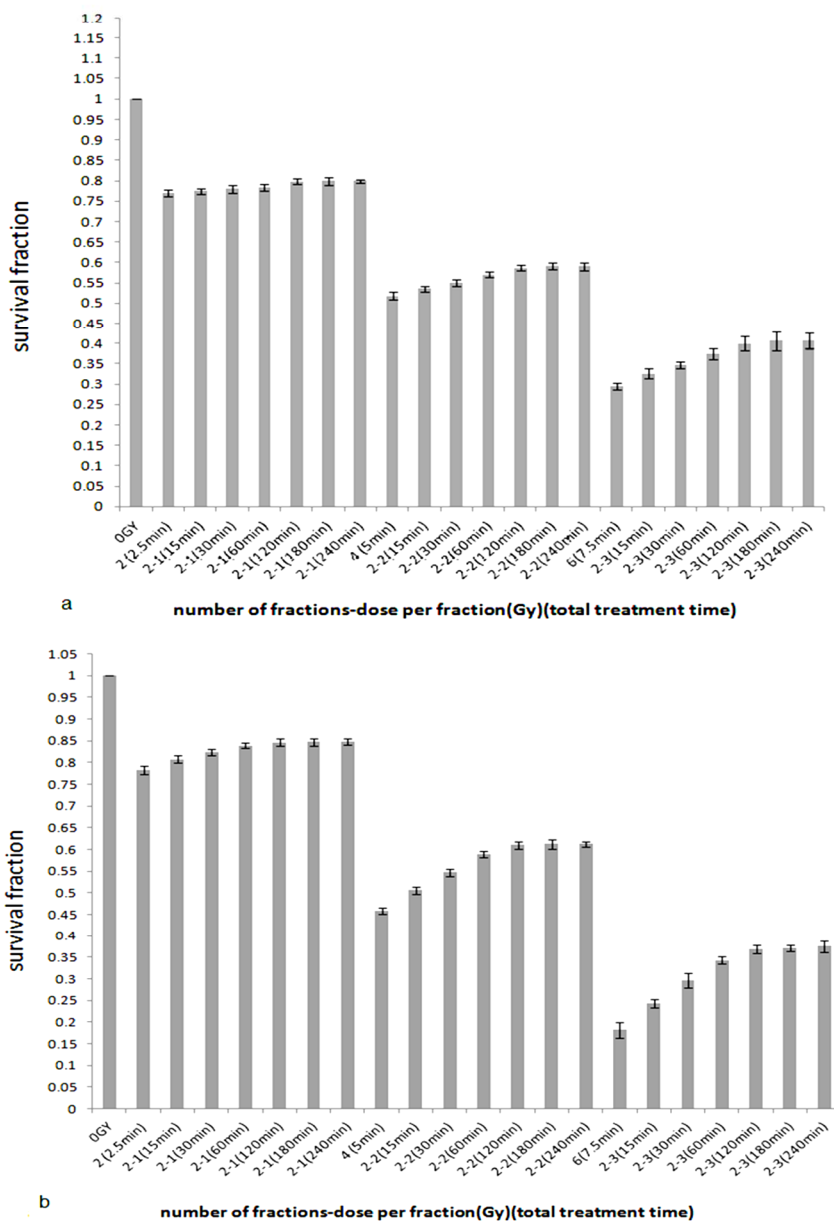 1.2
1.15
1.1
1.05
1
0.95
0.9
0.85
0.8
0.75
0.7
0.65
0.6
0.55
0.5
0.45
0.4
0.35
0.3
0.25
0.2
0.15
0.1
0.05
0
survival fraction
0GY
2 (2.5min)
2-1(15min)
2-1(30min)
2-1(60min)
2-1(120min)
2-1(180min)
2-1(240min)
4 (5min)
2-2(15min)
2-2(30min)
2-2(60min)
2-2(120min)
2-2(180min)
2-2(240min)
6(7.5min)
2-3(15min)
2-3(30min)
2-3(60min)
2-3(120min)
2-3(180min)
2-3(240min)
a
number of fractions-dose per fraction(Gy)(total treatment time)
1.05
1
0.95
0.9
0.85
0.8
0.75
0.7
0.65
0.6
0.55
0.5
0.45
0.4
0.35
0.3
0.25
0.2
0.15
0.1
0.05
0
survival fraction
0GY
2 (2.5min)
2-1(15min)
2-1(30min)
2-1(60min)
2-1(120min)
2-1(180min)
2-1(240min)
4 (5min)
2-2(15min)
2-2(30min)
2-2(60min)
2-2(120min)
2-2(180min)
2-2(240min)
6(7.5min)
2-3(15min)
2-3(30min)
2-3(60min)
2-3(120min)
2-3(180min)
2-3(240min)
b
number of fractions-dose per fraction(Gy)(total treatment time)